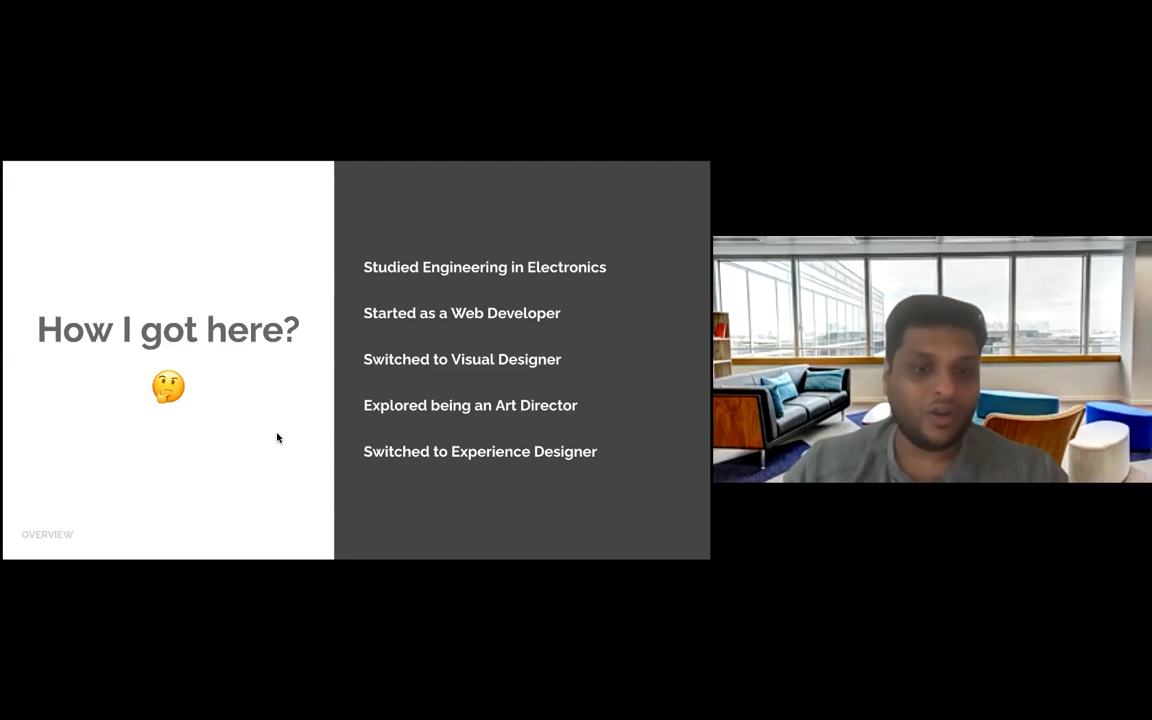 How I got here?
🤔
OVERVIEW
Studied Engineering in Electronics
Started as a Web Developer
Switched to Visual Designer
Explored being an Art Director
Switched to Experience Designer